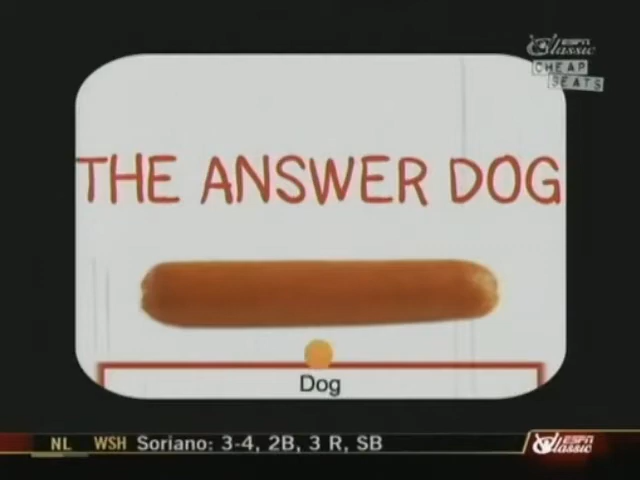 ESPN
Classic
CHEAP
SEATS
THE ANSWER DOG
Dog
NL WSH Soriano: 3-4, 2B, 3 R, SB
ESPN
Classic